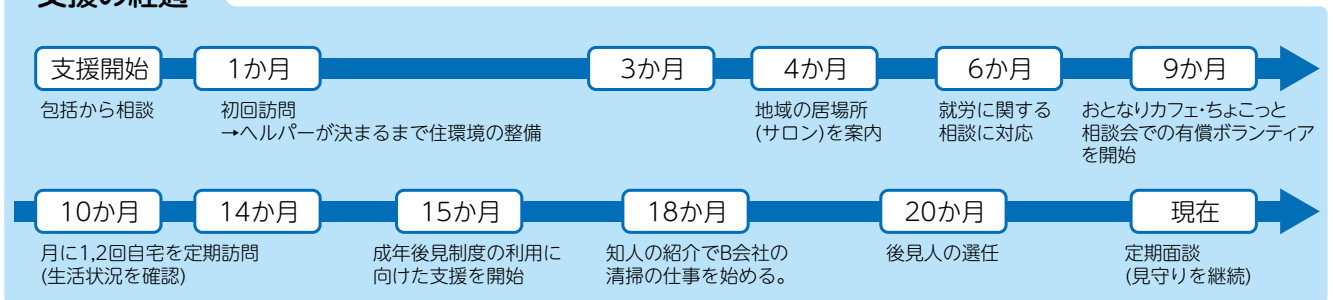 支援の経過
支援開始
1か月
3か月
4か月
6か月
9か月
包括から相談
初回訪問
→ヘルパーが決まるまで住環境の整備
地域の居場所
(サロン)を案内
就労に関する
相談に対応
おとなりカフェ・ちょこっと
相談会での有償ボランティア
を開始
10か月
14か月
15か月
18か月
20か月
現在
月に1,2回自宅を定期訪問
(生活状況を確認)
成年後見制度の利用に
向けた支援を開始
知人の紹介でB会社の
清掃の仕事を始める。
後見人の選任
定期面談
(見守りを継続)